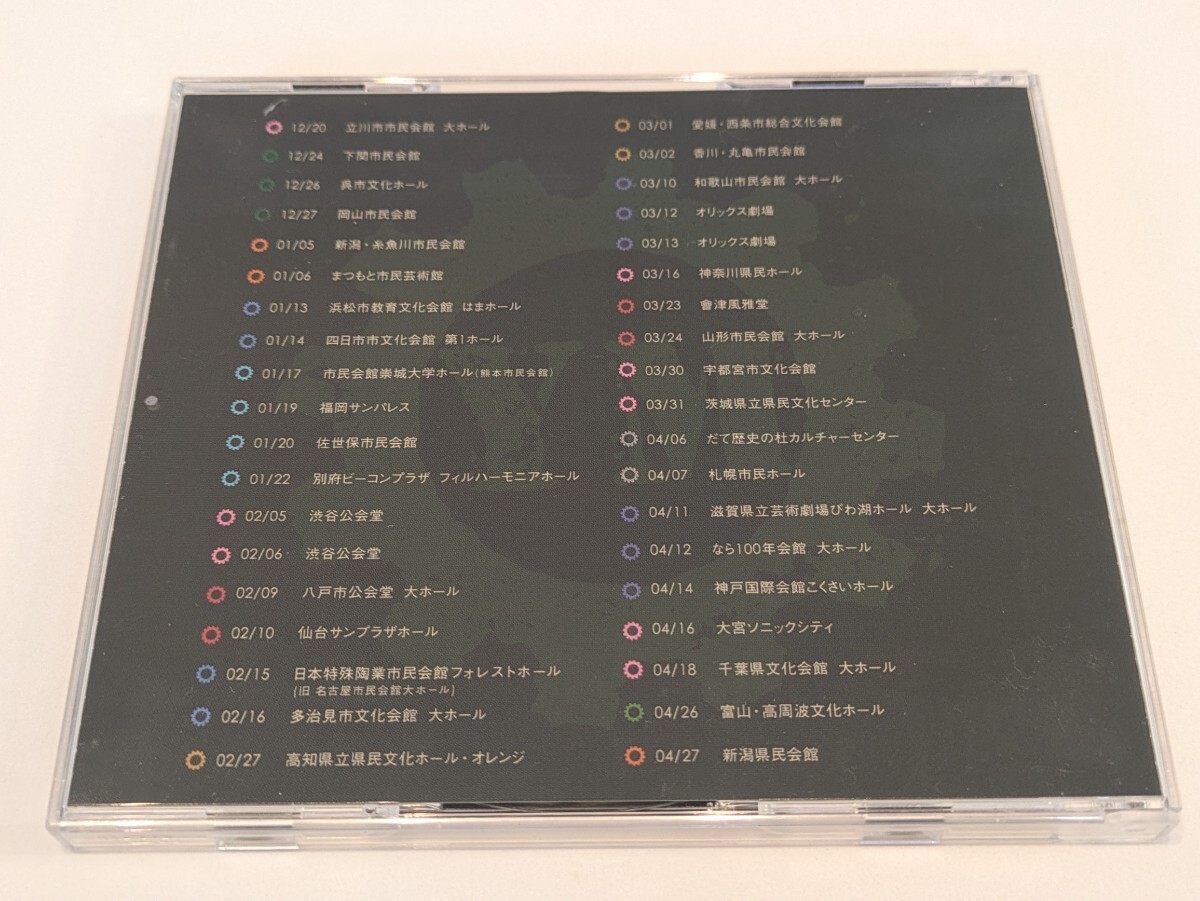 12/20 立川市市民会館 大ホール
12/24 下関市民会館
12/26 呉市文化ホール
12/27 岡山市民会館
01/05 新潟・糸魚川市民会館
01/06 まつもと市民芸術館
01/13 浜松市教育文化会館 はまホール
01/14 四日市市文化会館 第1ホール
01/17 市民会館崇城大学ホール(熊本市民会館)
01/19 福岡サンパレス
01/20 佐世保市民会館
01/22 別府ビーコンプラザ フィルハーモニアホール
02/05 渋谷公会堂
02/06 渋谷公会堂
02/09 八戸市公会堂 大ホール
02/10 仙台サンプラザホール
02/15 日本特殊陶業市民会館フォレストホール
(旧 名古屋市民会館大ホール)
02/16 多治見市文化会館 大ホール
02/27 高知県立県民文化ホール・オレンジ
03/01 愛媛・西条市総合文化会館
03/02 香川・丸亀市民会館
03/10 和歌山市民会館 大ホール
03/12 オリックス劇場
03/13 オリックス劇場
03/16 神奈川県民ホール
03/23 會津風雅堂
03/24 山形市民会館 大ホール
03/30 宇都宮市文化会館
03/31 茨城県立県民文化センター
04/06 だて歴史の杜カルチャーセンター
04/07 札幌市民ホール
04/11 滋賀県立芸術劇場びわ湖ホール 大ホール
04/12 なら100年会館 大ホール
04/14 神戸国際会館こくさいホール
04/16 大宮ソニックシティ
04/18 千葉県文化会館 大ホール
04/26 富山・高周波文化ホール
04/27 新潟県民会館